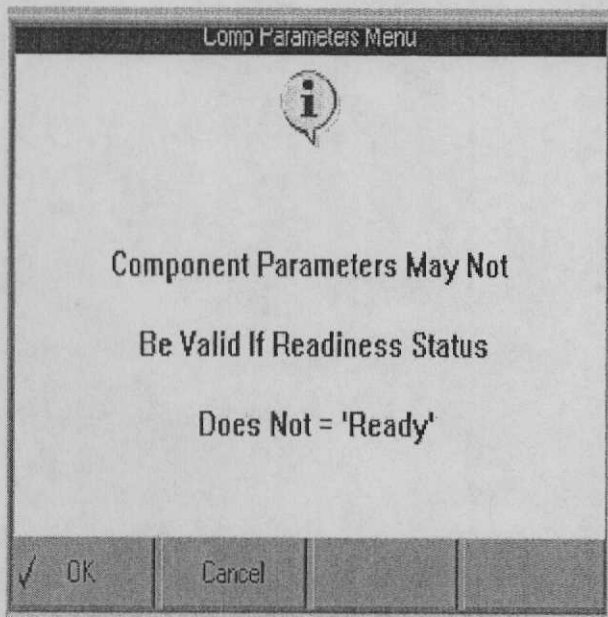 Comp Parameters Menu
i
Component Parameters May Not
Be Valid If Readiness Status
Does Not = 'Ready'
OK
Cancel